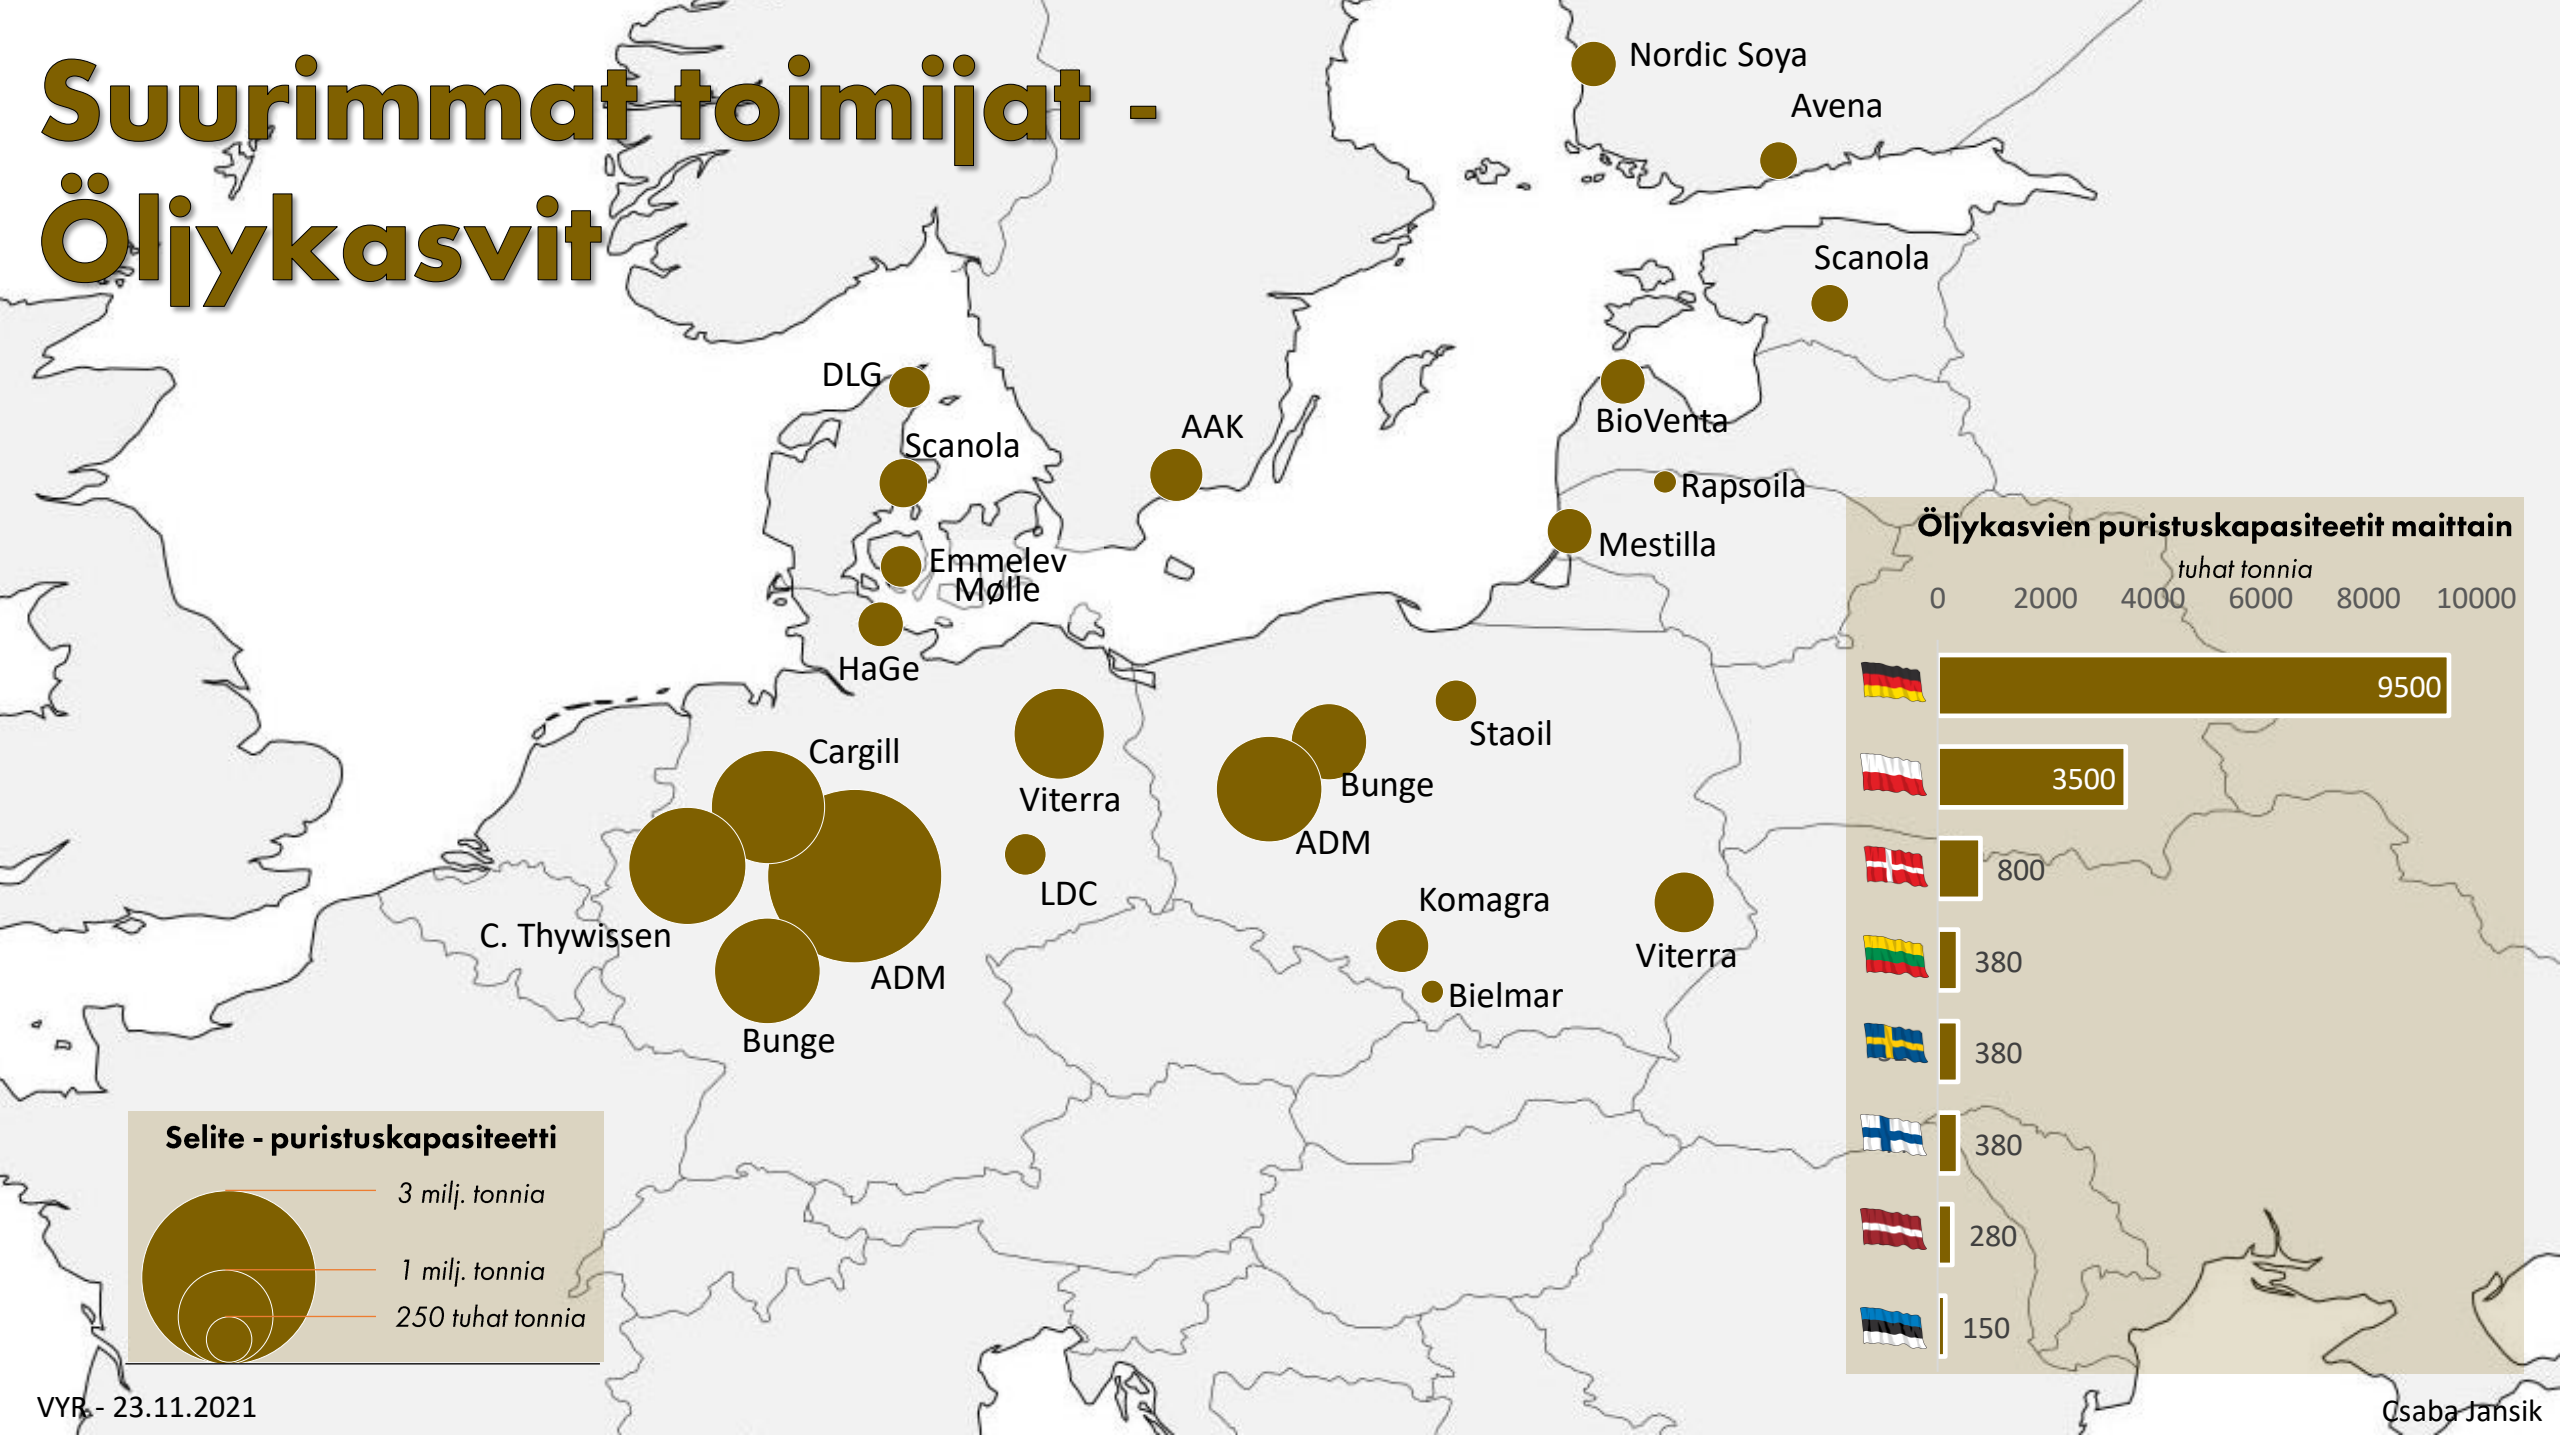 Suurimmat toimijat -
Öljykasvit
Nordic Soya
Avena
Scanola
DLG
BioVenta
AAK
Scanola
Rapsoila
Mestilla
Emmelev
Mølle
HaGe
Staoil
Cargill
Viterra
Bunge
ADM
LDC
Komagra
C. Thywissen
Viterra
ADM
Bielmar
Bunge
Öljykasvien puristuskapasiteetit maittain
tuhat tonnia
0 2000 4000 6000 8000 10000
9500
3500
800
380
380
380
280
150
Selite - puristuskapasiteetti
3 milj. tonnia
1 milj. tonnia
250 tuhat tonnia
VYR - 23.11.2021
Csaba Jansik